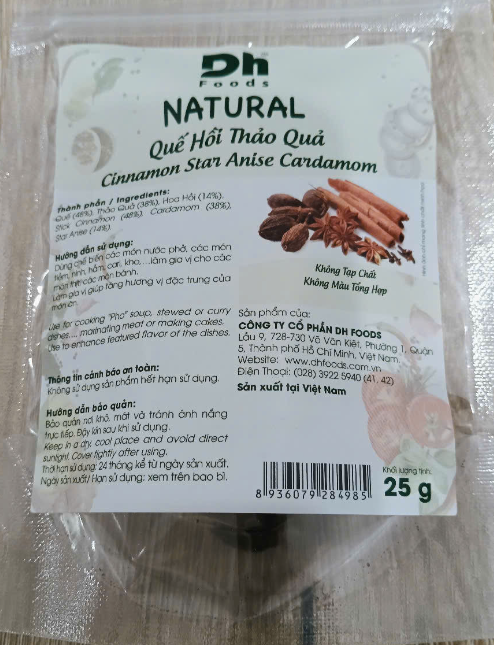 Dh
Foods
NATURAL
Quế Hồi Thảo Quả
Cinnamon Star Anise Cardamom
Thành phần / Ingredients:
Quế (48%), Thảo Quả (38%), Hoa Hồi (14%).
Stick Cinnamon (48%), Cardamom (38%),
Star Anise (14%).
Hướng dẫn sử dụng:
Dùng chế biến các món nước phở, các món
tiềm, ninh, hầm, cari, kho,....làm gia vị cho các
món thịt, các món bánh.
Làm gia vị giúp tăng hương vị đặc trưng của
món ăn.
Use for cooking "Pho" soup, stewed or curry
dishes,... marinating meat or making cakes.
Use to enhance featured flavor of the dishes.
Thông tin cảnh báo an toàn:
Không sử dụng sản phẩm hết hạn sử dụng.
Hướng dẫn bảo quản:
Bảo quản nơi khô, mát và tránh ánh nắng
trực tiếp. Đậy kín sau khi sử dụng.
Keep in a dry, cool place and avoid direct
sunlight. Cover tightly after using.
Thời hạn sử dụng: 24 tháng kể từ ngày sản xuất.
Ngày sản xuất/ Hạn sử dụng: xem trên bao bì.
Không Tạp Chất
Không Màu Tổng Hợp
Sản phẩm của:
CÔNG TY CỔ PHẦN DH FOODS
Lầu 9, 728-730 Võ Văn Kiệt, Phường 1, Quận
5, Thành phố Hồ Chí Minh, Việt Nam.
Website: www.dhfoods.com.vn
Điện Thoại: (028) 3922 5940 (41, 42)
Sản xuất tại Việt Nam
8 936079 284985
Khối lượng tịnh:
25 g